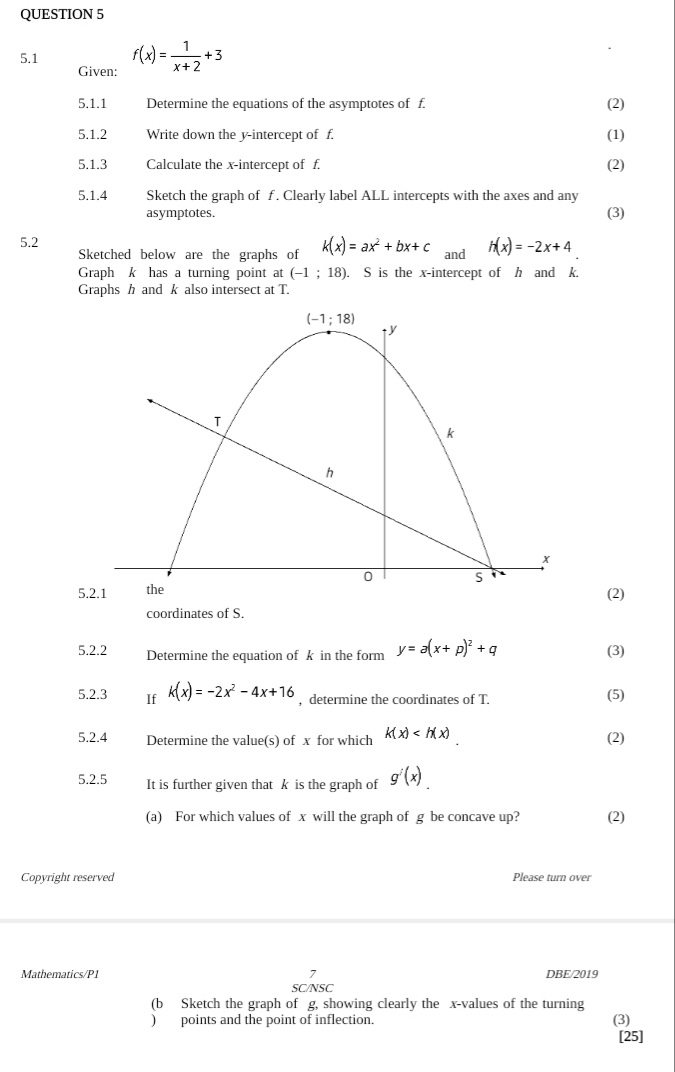 QUESTION 5
5.1 Given: f(x) = 1/(x+2) + 3
5.1.1 Determine the equations of the asymptotes of f. (2)
5.1.2 Write down the y-intercept of f. (1)
5.1.3 Calculate the x-intercept of f. (2)
5.1.4 Sketch the graph of f. Clearly label ALL intercepts with the axes and any
asymptotes. (3)
5.2 Sketched below are the graphs of k(x) = ax² + bx + c and h(x) = −2x + 4 .
Graph k has a turning point at (−1 ; 18). S is the x-intercept of h and k.
Graphs h and k also intersect at T.
(−1 ; 18)
y
T
k
h
x
O
S
5.2.1 the (2)
coordinates of S.
5.2.2 Determine the equation of k in the form y = a(x + p)² + q (3)
5.2.3 If k(x) = −2x² − 4x + 16 , determine the coordinates of T. (5)
5.2.4 Determine the value(s) of x for which k(x) < h(x) . (2)
5.2.5 It is further given that k is the graph of g′(x) .
(a) For which values of x will the graph of g be concave up? (2)
Copyright reserved Please turn over
Mathematics/P1 7 DBE/2019
SC/NSC
(b Sketch the graph of g, showing clearly the x-values of the turning
) points and the point of inflection. (3)
[25]